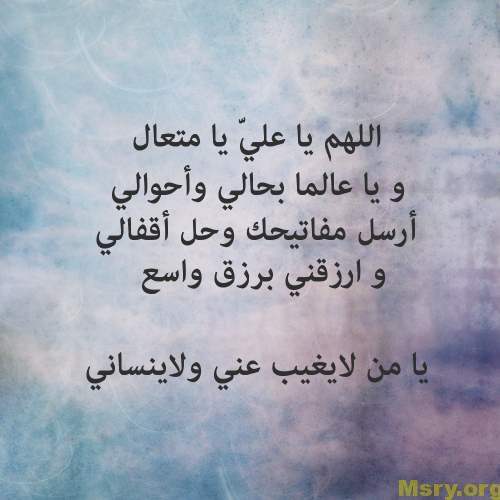 اللهم يا عليّ يا متعال
و يا عالما بحالي وأحوالي
أرسل مفاتيحك وحل أقفالي
و ارزقني برزق واسع
يا من لايغيب عني ولاينساني
Msry.org